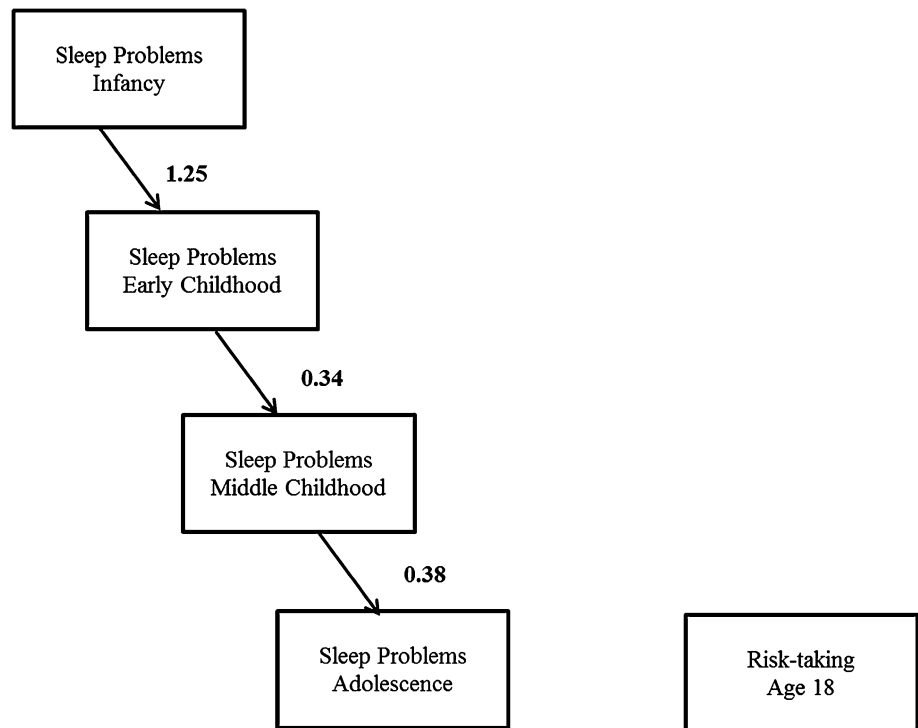 Sleep Problems
Infancy
1.25
Sleep Problems
Early Childhood
0.34
Sleep Problems
Middle Childhood
0.38
Sleep Problems
Adolescence
Risk-taking
Age 18